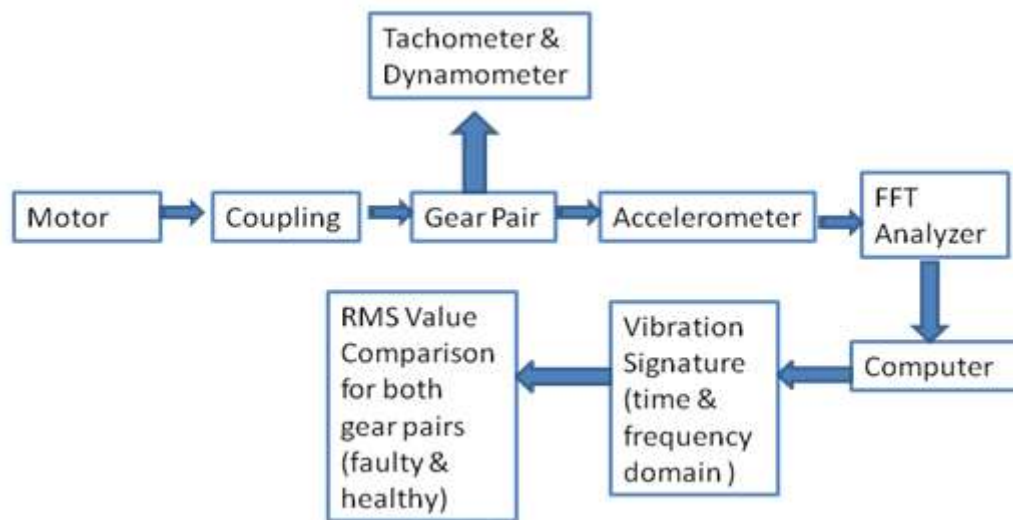 Tachometer &
Dynamometer
Motor
Coupling
Gear Pair
Accelerometer
FFT
Analyzer
RMS Value
Comparison
for both
gear pairs
(faulty &
healthy)
Vibration
Signature
(time &
frequency
domain )
Computer